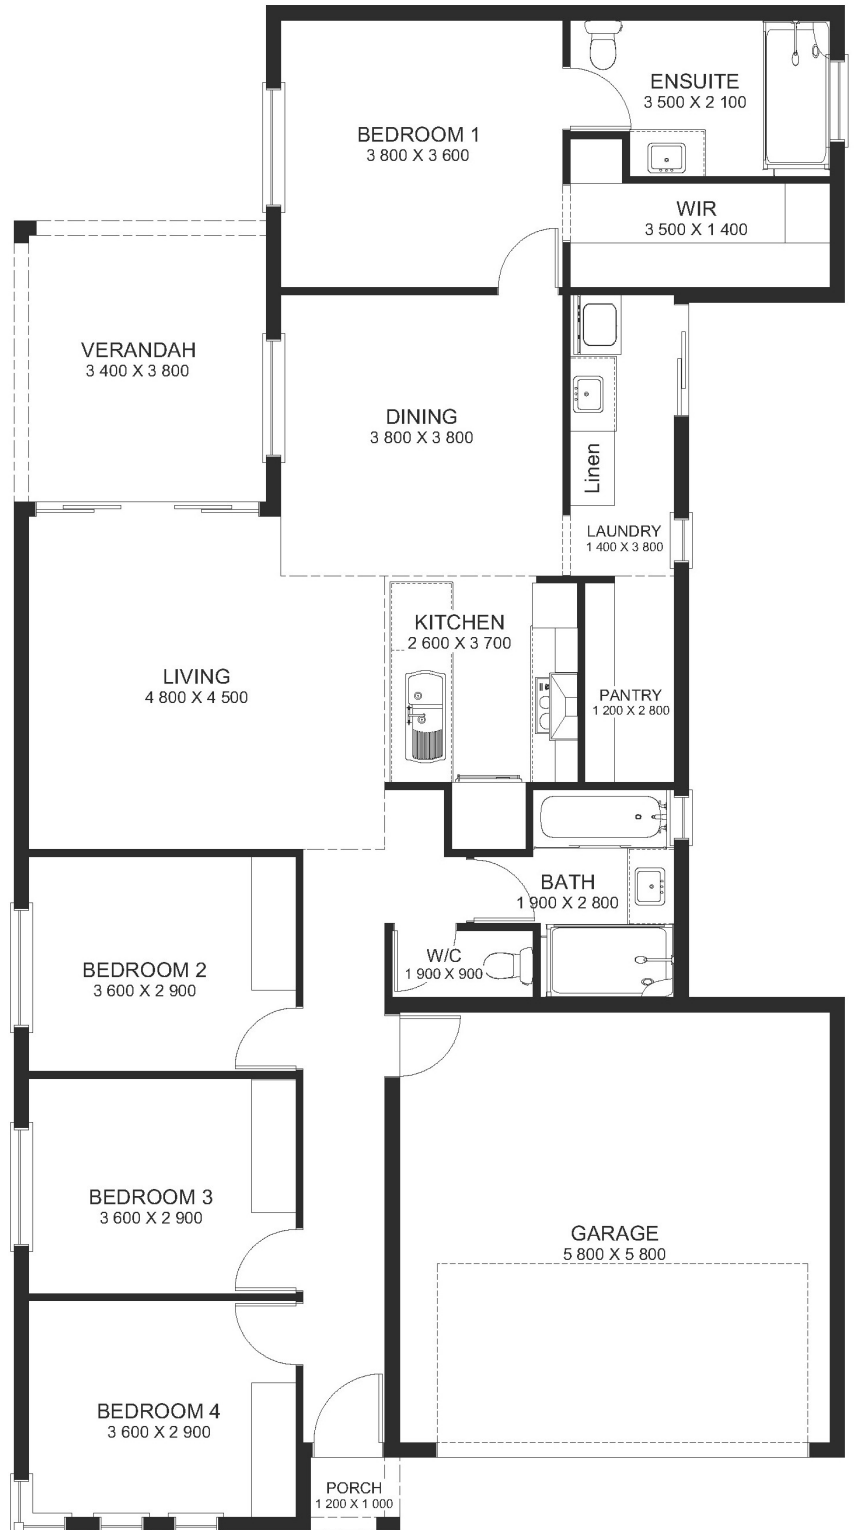 ENSUITE
3 500 X 2 100
BEDROOM 1
3 800 X 3 600
WIR
3 500 X 1 400
VERANDAH
3 400 X 3 800
DINING
3 800 X 3 800
Linen
LAUNDRY
1 400 X 3 800
KITCHEN
2 600 X 3 700
LIVING
4 800 X 4 500
PANTRY
1 200 X 2 800
BATH
1 900 X 2 800
W/C
1 900 X 900
BEDROOM 2
3 600 X 2 900
BEDROOM 3
3 600 X 2 900
GARAGE
5 800 X 5 800
BEDROOM 4
3 600 X 2 900
PORCH
1 200 X 1 000